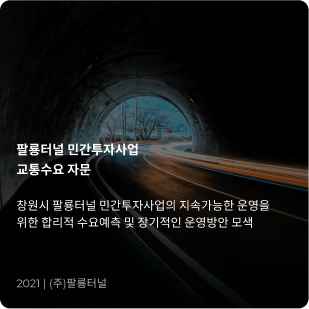 팔룡터널 민간투자사업
교통수요 자문
창원시 팔룡터널 민간투자사업의 지속가능한 운영을
위한 합리적 수요예측 및 장기적인 운영방안 모색
2021 | (주)팔룡터널